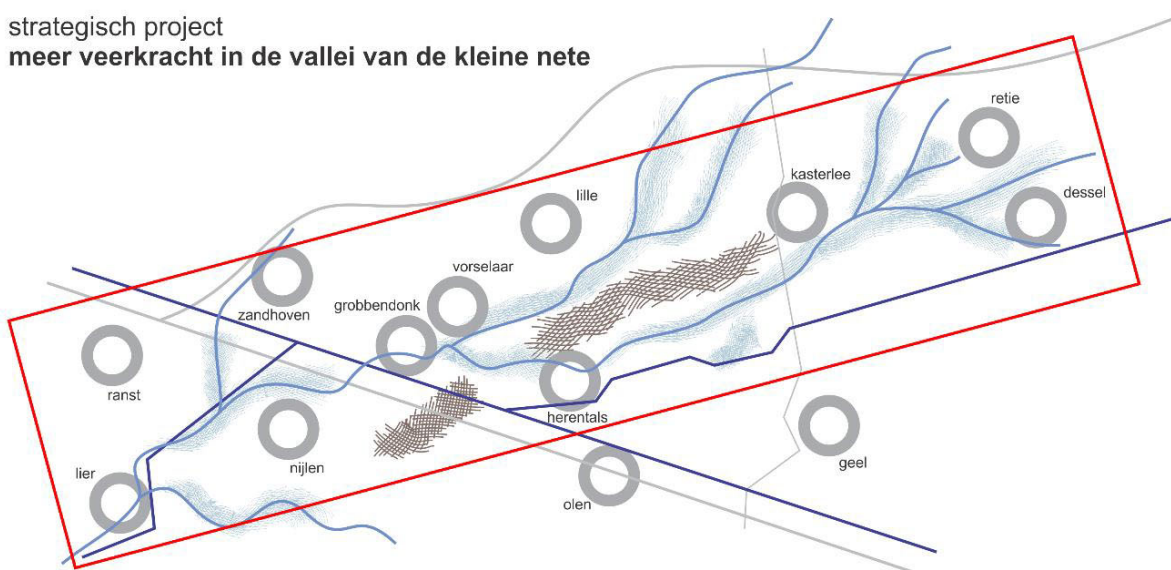 strategisch project
meer veerkracht in de vallei van de kleine nete
retie
kasterlee
dessel
lille
vorselaar
zandhoven
grobbendonk
ranst
herentals
nijlen
lier
geel
olen